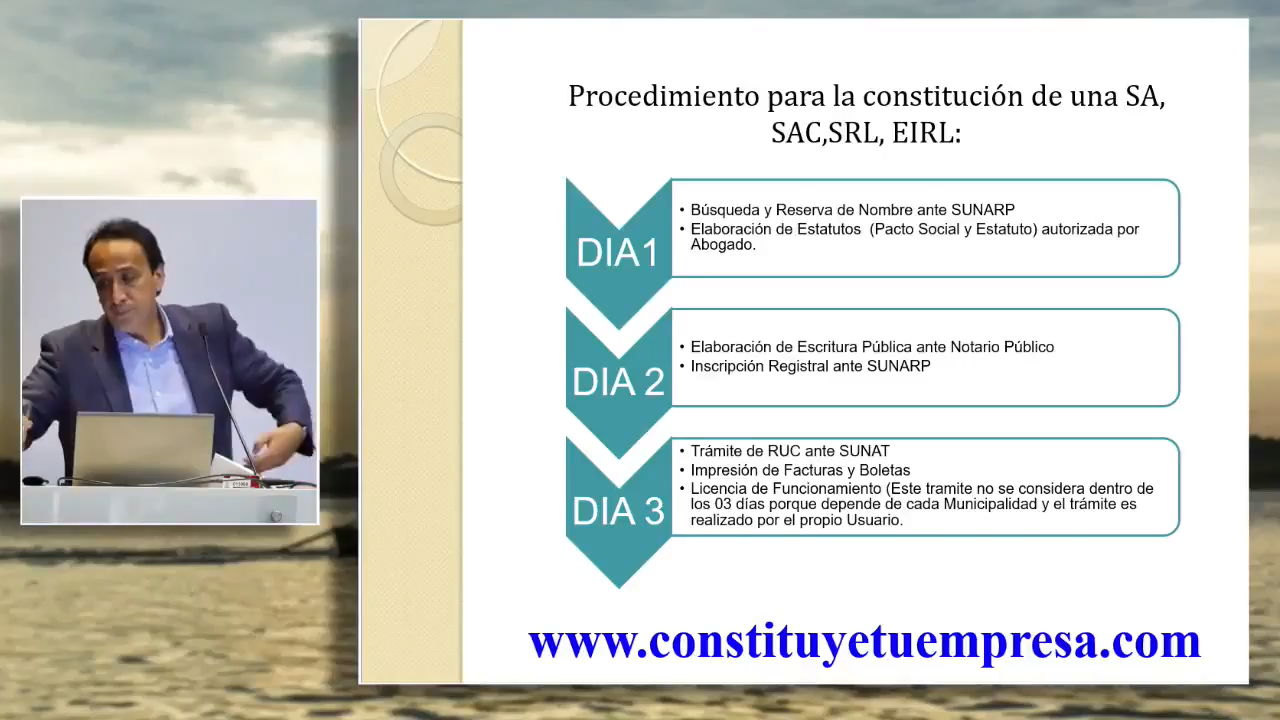 Procedimiento para la constitución de una SA,
SAC,SRL, EIRL:
DIA1
• Búsqueda y Reserva de Nombre ante SUNARP
• Elaboración de Estatutos  (Pacto Social y Estatuto) autorizada por
Abogado.
DIA 2
• Elaboración de Escritura Pública ante Notario Público
• Inscripción Registral ante SUNARP
DIA 3
• Trámite de RUC ante SUNAT
• Impresión de Facturas y Boletas
• Licencia de Funcionamiento (Este tramite no se considera dentro de
los 03 días porque depende de cada Municipalidad y el trámite es
realizado por el propio Usuario.
www.constituyetuempresa.com